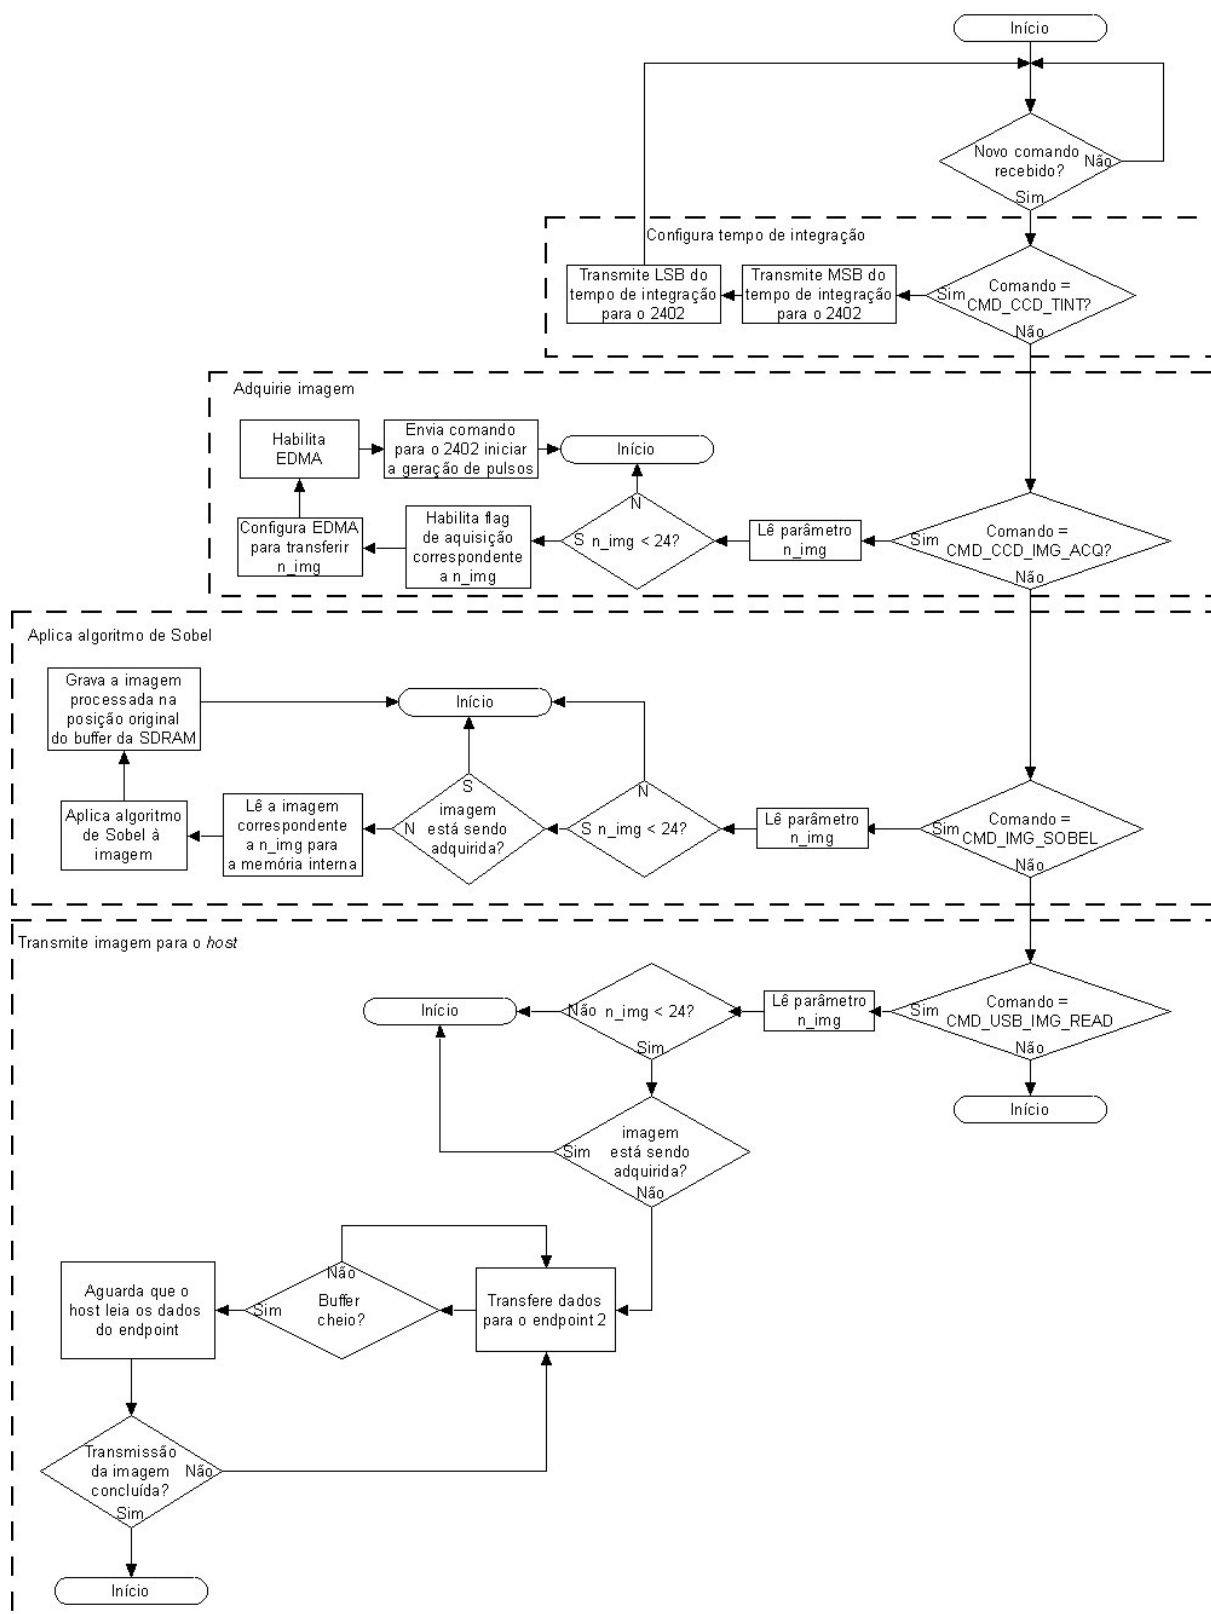 Início
Novo comando
recebido?
Não
Sim
Configura tempo de integração
Transmite LSB do
tempo de integração
para o 2402
Transmite MSB do
tempo de integração
para o 2402
Sim
Comando =
CMD_CCD_TINT?
Não
Adquirie imagem
Habilita
EDMA
Envia comando
para o 2402 iniciar
a geração de pulsos
Início
Configura EDMA
para transferir
n_img
Habilita flag
de aquisição
correspondente
a n_img
N
S n_img < 24?
Lê parâmetro
n_img
Sim
Comando =
CMD_CCD_IMG_ACQ?
Não
Aplica algoritmo de Sobel
Grava a imagem
processada na
posição original
do buffer da SDRAM
Início
Aplica algoritmo
de Sobel à
imagem
Lê a imagem
correspondente
a n_img para
a memória interna
S
N
imagem
está sendo
adquirida?
N
S n_img < 24?
Lê parâmetro
n_img
Sim
Comando =
CMD_IMG_SOBEL
Não
Transmite imagem para o host
Início
Não n_img < 24?
Sim
Lê parâmetro
n_img
Sim
Comando =
CMD_USB_IMG_READ
Não
Início
imagem
está sendo
adquirida?
Sim
Não
Aguarda que o
host leia os dados
do endpoint
Não
Sim
Buffer
cheio?
Transfere dados
para o endpoint 2
Transmissão
da imagem
concluída?
Não
Sim
Início